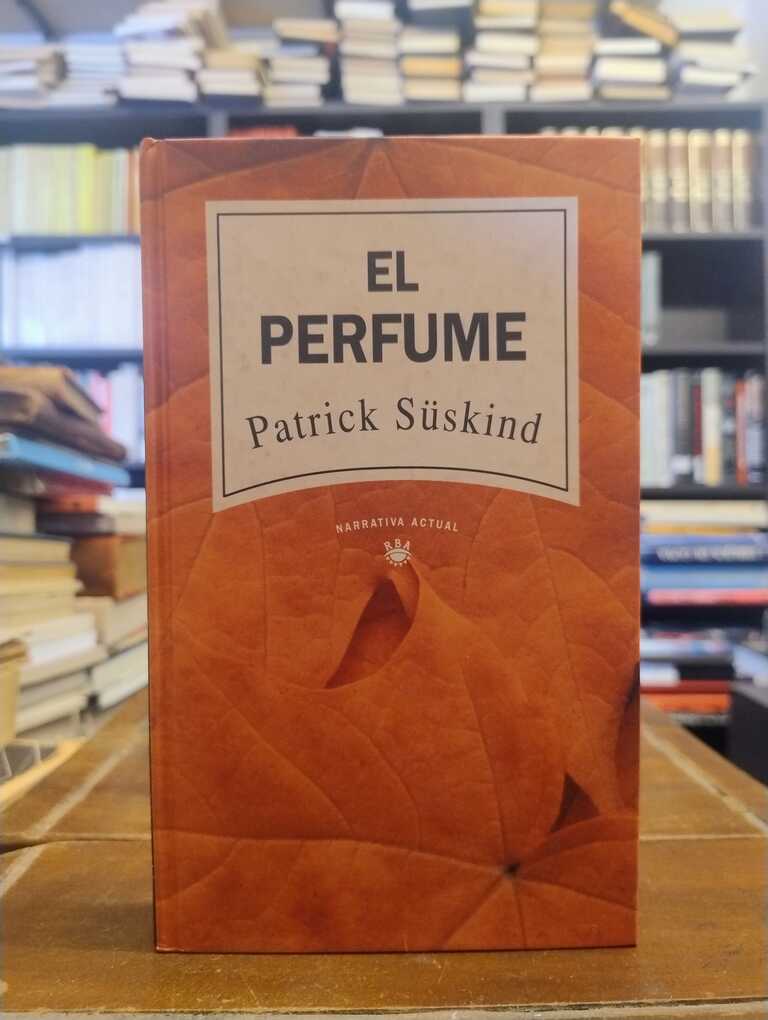 EL
PERFUME
Patrick Süskind
NARRATIVA ACTUAL
RBA